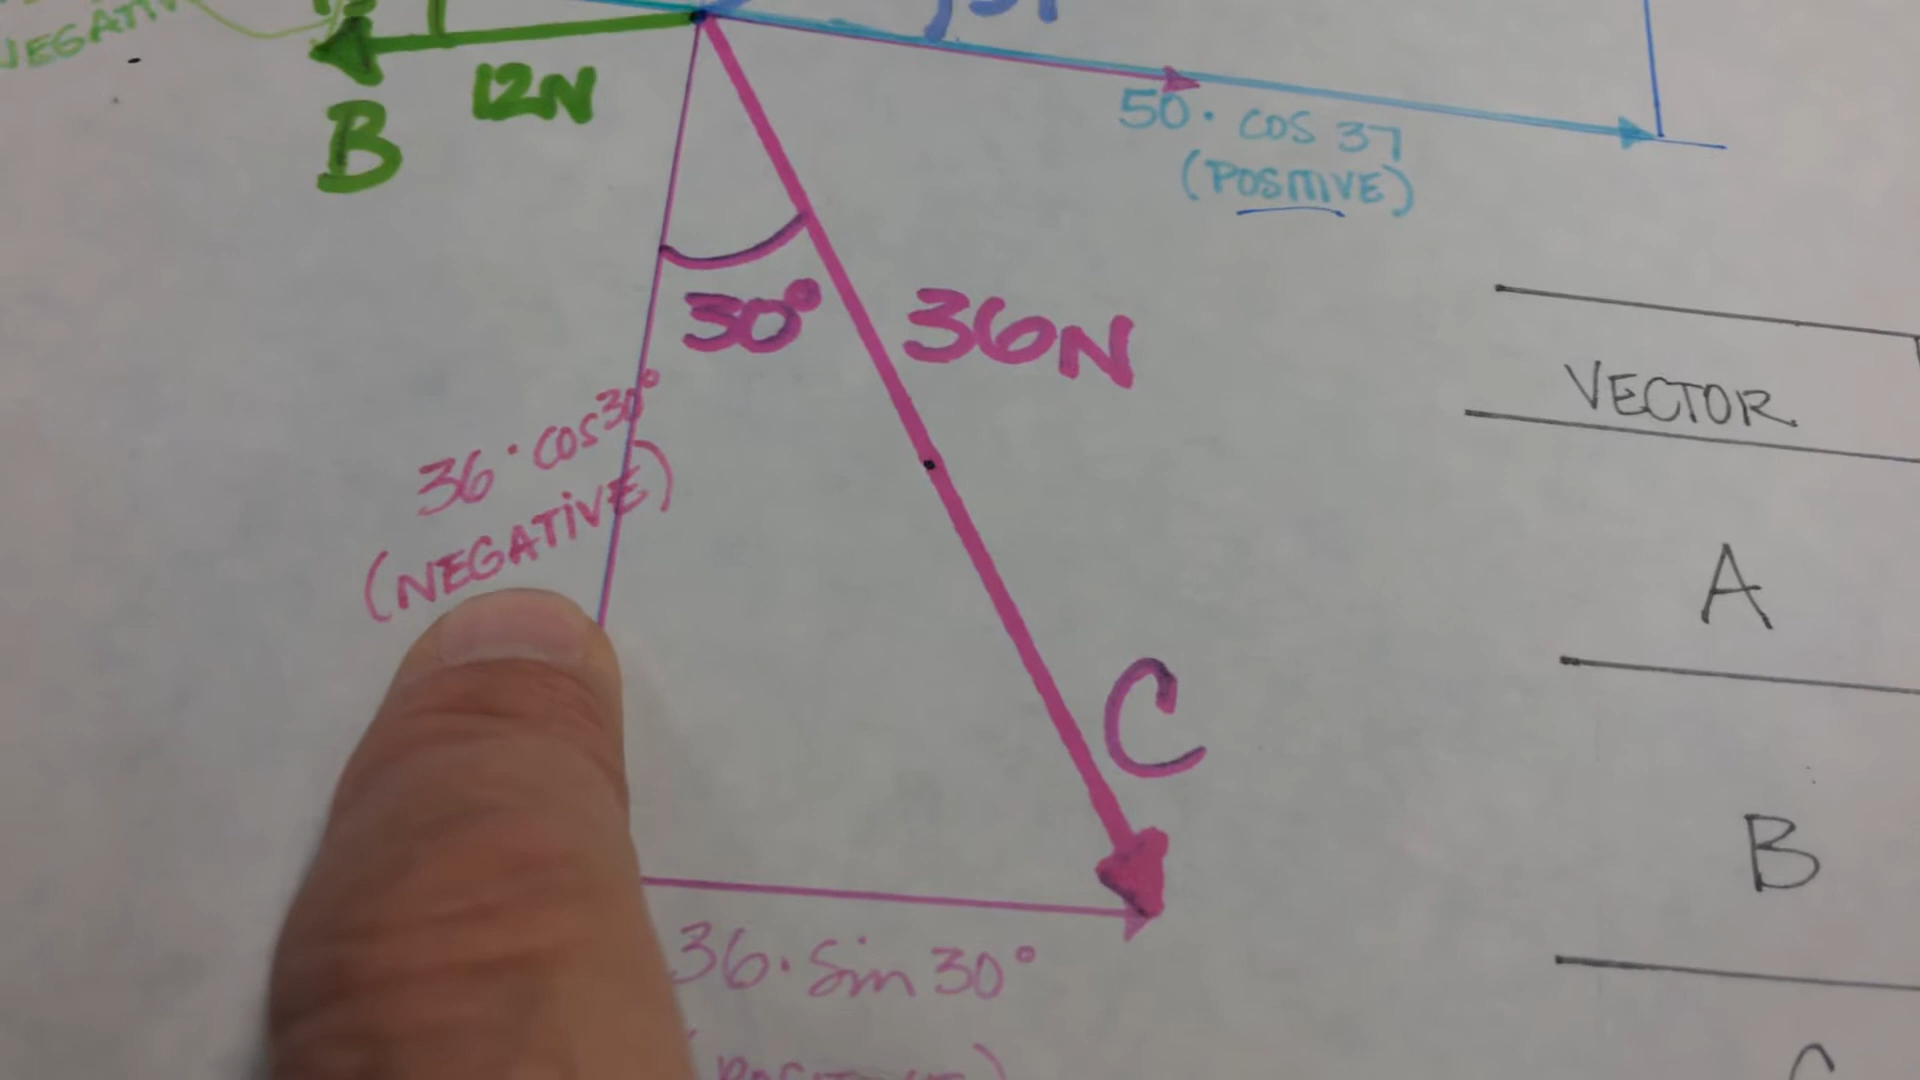 12N
B
50 · COS 37
(POSITIVE)
30°
36N
36 · COS 30°
(NEGATIVE)
C
36 · Sin 30°
VECTOR
A
B